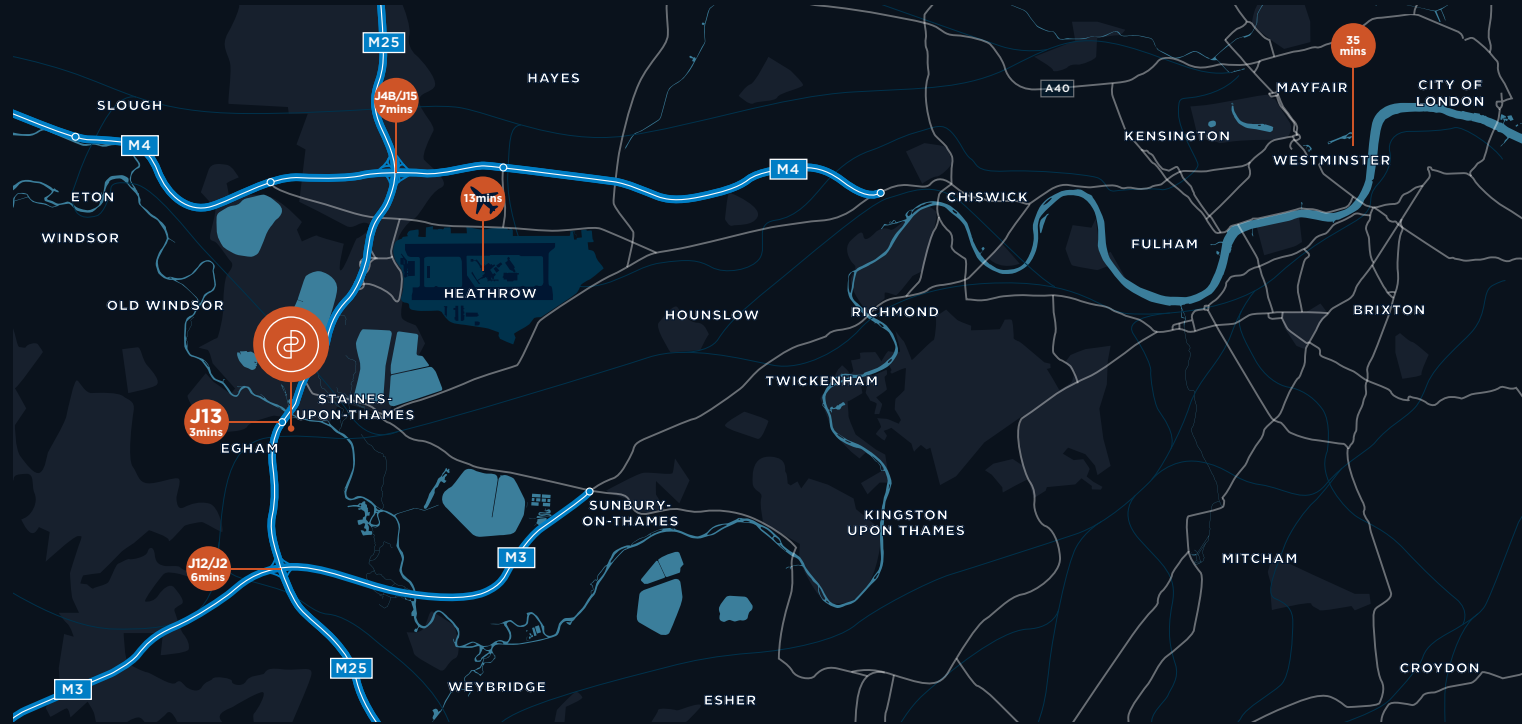 M25
35
mins
HAYES
MAYFAIR
CITY OF
LONDON
A40
J4B/J15
7mins
SLOUGH
KENSINGTON
M4
WESTMINSTER
M4
ETON
13mins
CHISWICK
WINDSOR
FULHAM
HEATHROW
OLD WINDSOR
HOUNSLOW
RICHMOND
BRIXTON
TWICKENHAM
STAINES-
UPON-THAMES
J13
3mins
EGHAM
SUNBURY-
ON-THAMES
KINGSTON
UPON THAMES
M3
MITCHAM
J12/J2
6mins
M25
CROYDON
M3
WEYBRIDGE
ESHER